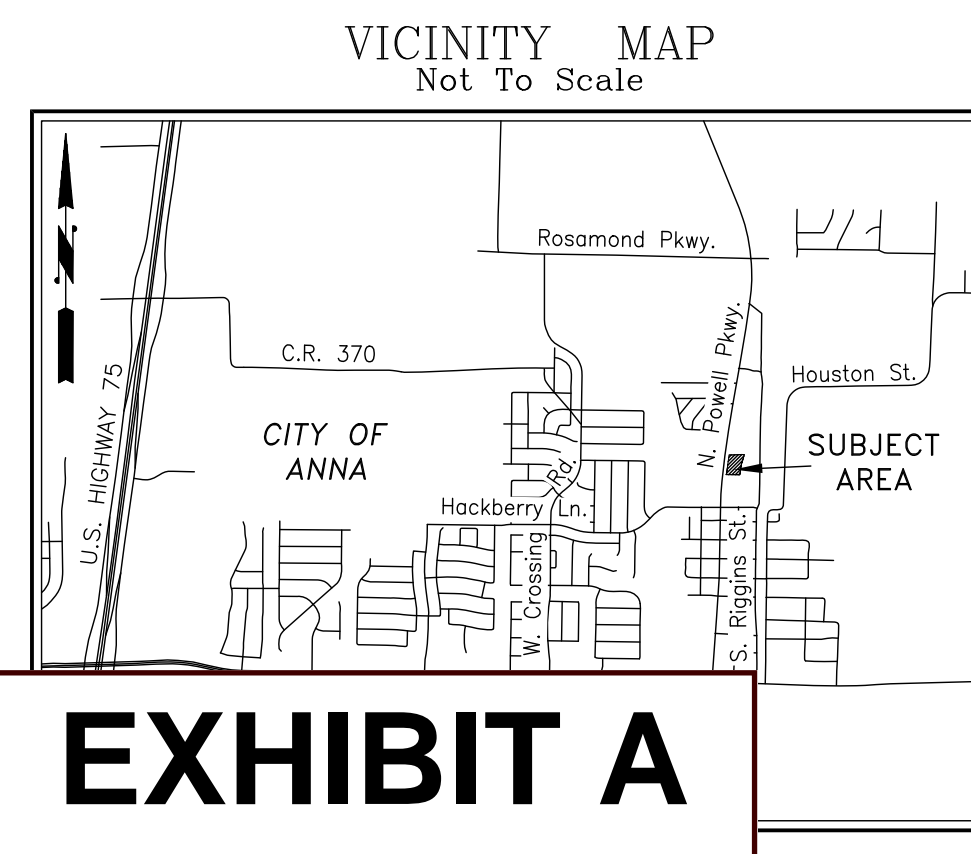 VICINITY MAP
Not To Scale
N
Rosamond Pkwy.
C.R. 370
N. Powell Pkwy.
Houston St.
U.S. HIGHWAY 75
CITY OF
ANNA
SUBJECT
AREA
Rd.
Hackberry Ln.
W. Crossing
S. Riggins St.
EXHIBIT A